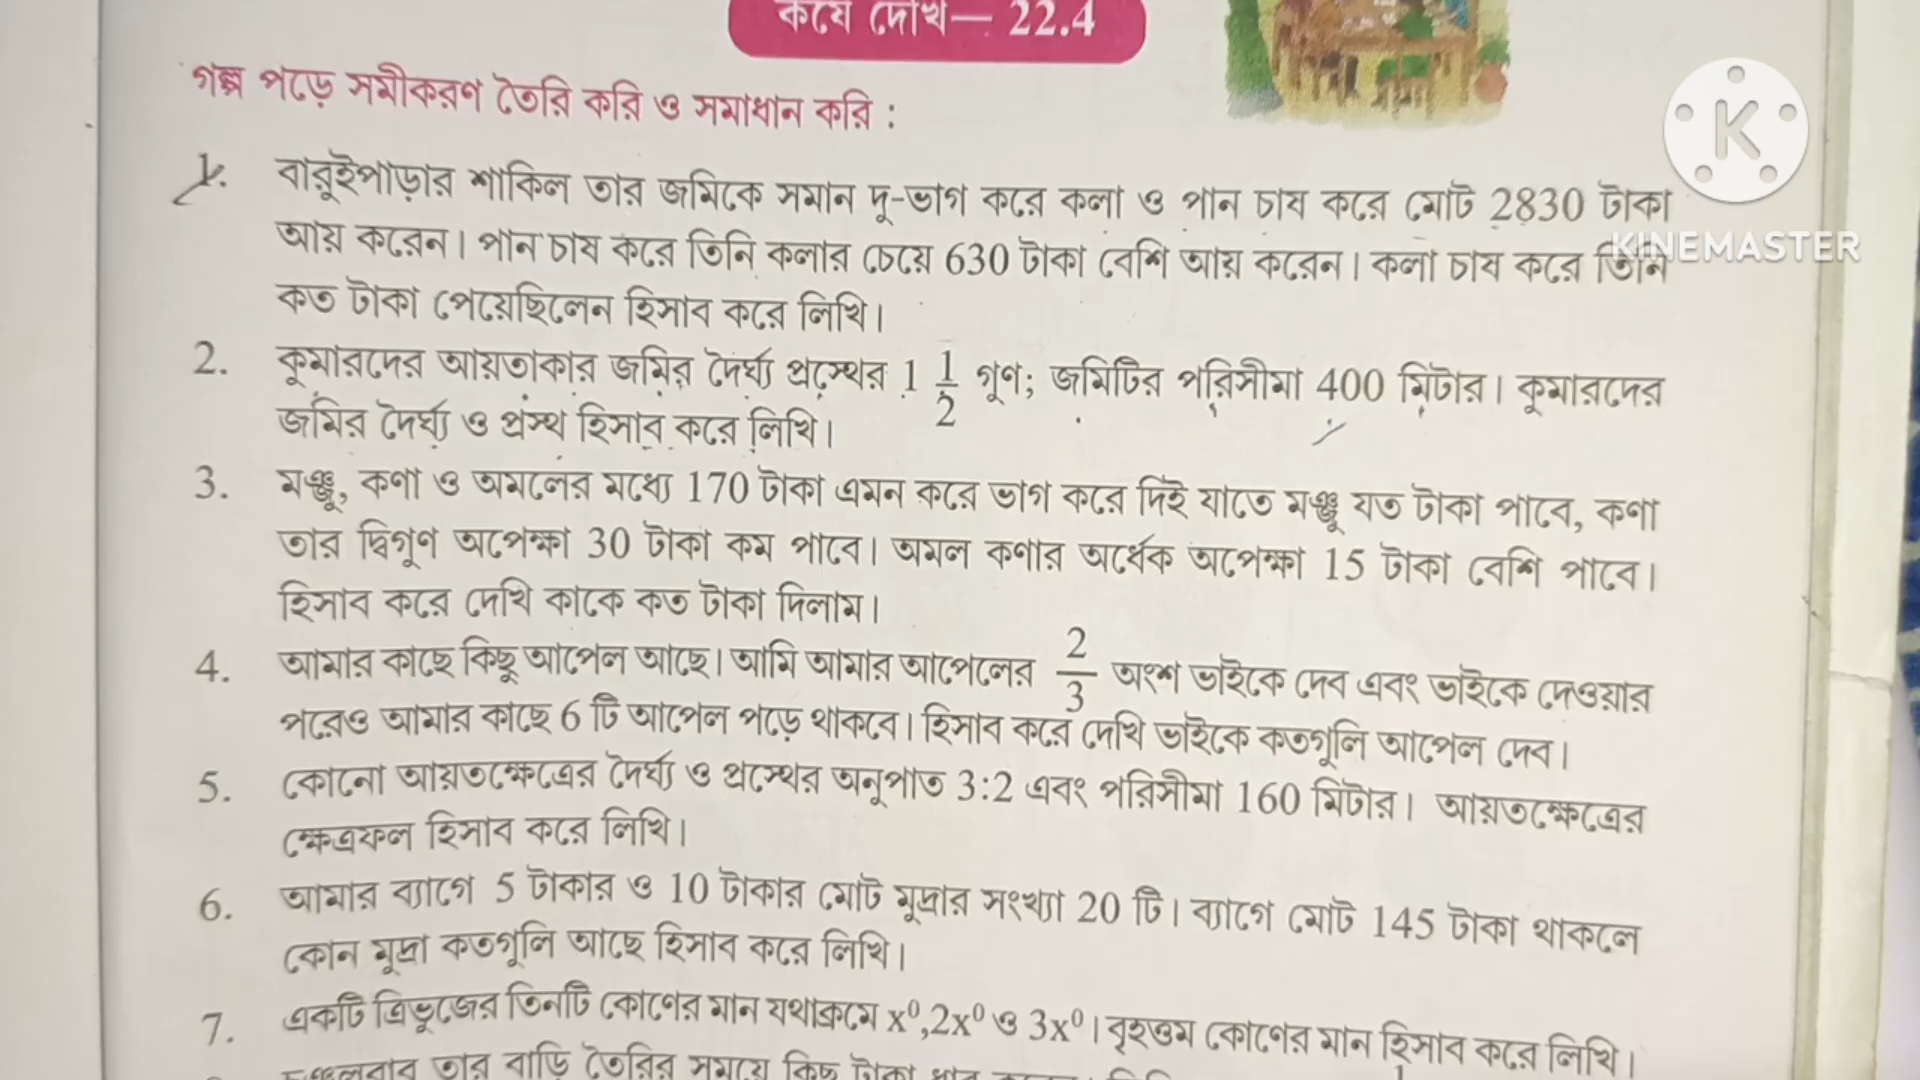 কষে দেখি— 22.4
গল্প পড়ে সমীকরণ তৈরি করি ও সমাধান করি :
1. বারুইপাড়ার শাকিল তার জমিকে সমান দু-ভাগ করে কলা ও পান চাষ করে মোট 2830 টাকা
আয় করেন। পান চাষ করে তিনি কলার চেয়ে 630 টাকা বেশি আয় করেন। কলা চাষ করে তিনি
কত টাকা পেয়েছিলেন হিসাব করে লিখি।
2. কুমারদের আয়তাকার জমির দৈর্ঘ্য প্রস্থের 1 1/2 গুণ; জমিটির পরিসীমা 400 মিটার। কুমারদের
জমির দৈর্ঘ্য ও প্রস্থ হিসাব করে লিখি।
3. মঞ্জু, কণা ও অমলের মধ্যে 170 টাকা এমন করে ভাগ করে দিই যাতে মঞ্জু যত টাকা পাবে, কণা
তার দ্বিগুণ অপেক্ষা 30 টাকা কম পাবে। অমল কণার অর্ধেক অপেক্ষা 15 টাকা বেশি পাবে।
হিসাব করে দেখি কাকে কত টাকা দিলাম।
4. আমার কাছে কিছু আপেল আছে। আমি আমার আপেলের 2/3 অংশ ভাইকে দেব এবং ভাইকে দেওয়ার
পরেও আমার কাছে 6 টি আপেল পড়ে থাকবে। হিসাব করে দেখি ভাইকে কতগুলি আপেল দেব।
5. কোনো আয়তক্ষেত্রের দৈর্ঘ্য ও প্রস্থের অনুপাত 3:2 এবং পরিসীমা 160 মিটার। আয়তক্ষেত্রের
ক্ষেত্রফল হিসাব করে লিখি।
6. আমার ব্যাগে 5 টাকার ও 10 টাকার মোট মুদ্রার সংখ্যা 20 টি। ব্যাগে মোট 145 টাকা থাকলে
কোন মুদ্রা কতগুলি আছে হিসাব করে লিখি।
7. একটি ত্রিভুজের তিনটি কোণের মান যথাক্রমে x⁰,2x⁰ ও 3x⁰। বৃহত্তম কোণের মান হিসাব করে লিখি।
তার বাড়ি তৈরির সময়ে কিছু টাকা
K
KINEMASTER